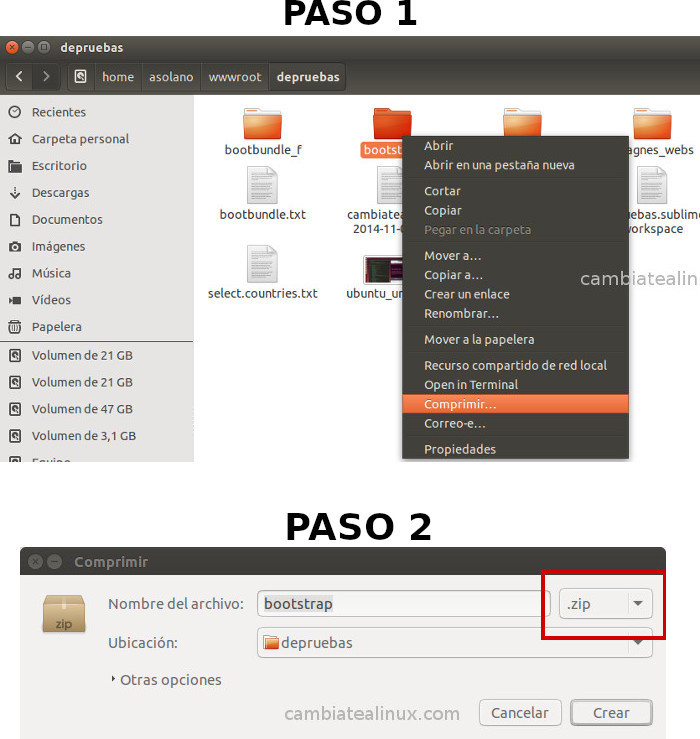 PASO 1
depruebas
home
asolano
wwwroot
depruebas
Recientes
Carpeta personal
Escritorio
Descargas
Documentos
Imágenes
Música
Vídeos
Papelera
Volumen de 21 GB
Volumen de 21 GB
Volumen de 47 GB
Volumen de 3,1 GB
bootbundle_f
bootst
agnes_webs
bootbundle.txt
cambiatea
2014-11-0
uebas.sublime
workspace
select.countries.txt
ubuntu_un
Abrir
Abrir en una pestaña nueva
Cortar
Copiar
Pegar en la carpeta
Mover a...
Copiar a...
Crear un enlace
Renombrar...
Mover a la papelera
Recurso compartido de red local
Open in Terminal
Comprimir...
Correo-e...
Propiedades
cambiatealin
PASO 2
Comprimir
zip
Nombre del archivo: bootstrap .zip
Ubicación: depruebas
Otras opciones
cambiatealinux.com
Cancelar Crear